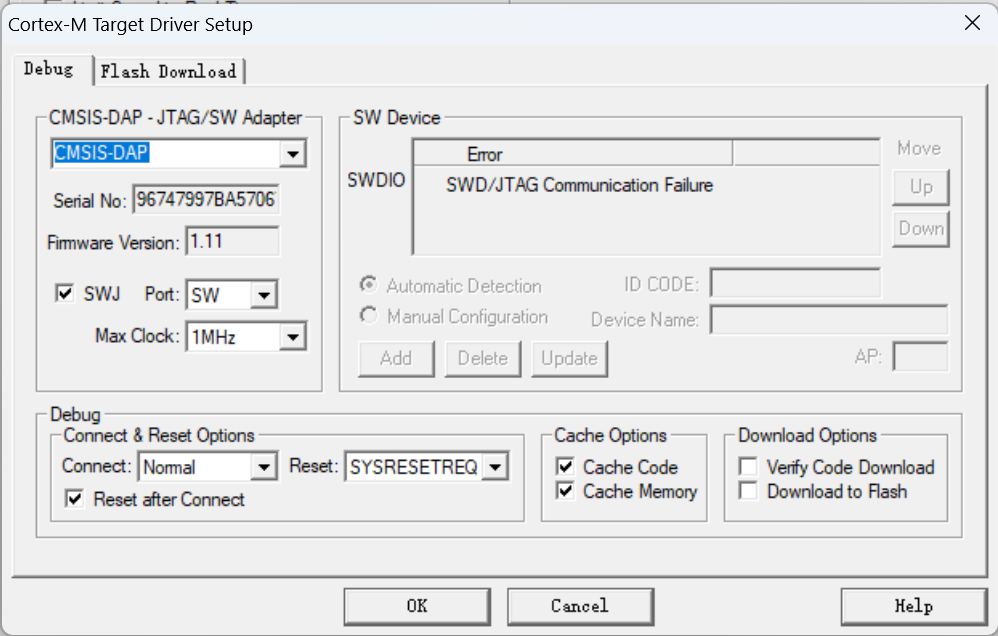 Cortex-M Target Driver Setup
Debug
Flash Download
CMSIS-DAP - JTAG/SW Adapter
CMSIS-DAP
Serial No: 96747997BA5706
Firmware Version: 1.11
SWJ Port: SW
Max Clock: 1MHz
SW Device
SWDIO
Error
SWD/JTAG Communication Failure
Move
Up
Down
Automatic Detection
Manual Configuration
ID CODE:
Device Name:
Add
Delete
Update
AP:
Debug
Connect & Reset Options
Connect: Normal
Reset: SYSRESETREQ
Reset after Connect
Cache Options
Cache Code
Cache Memory
Download Options
Verify Code Download
Download to Flash
OK
Cancel
Help